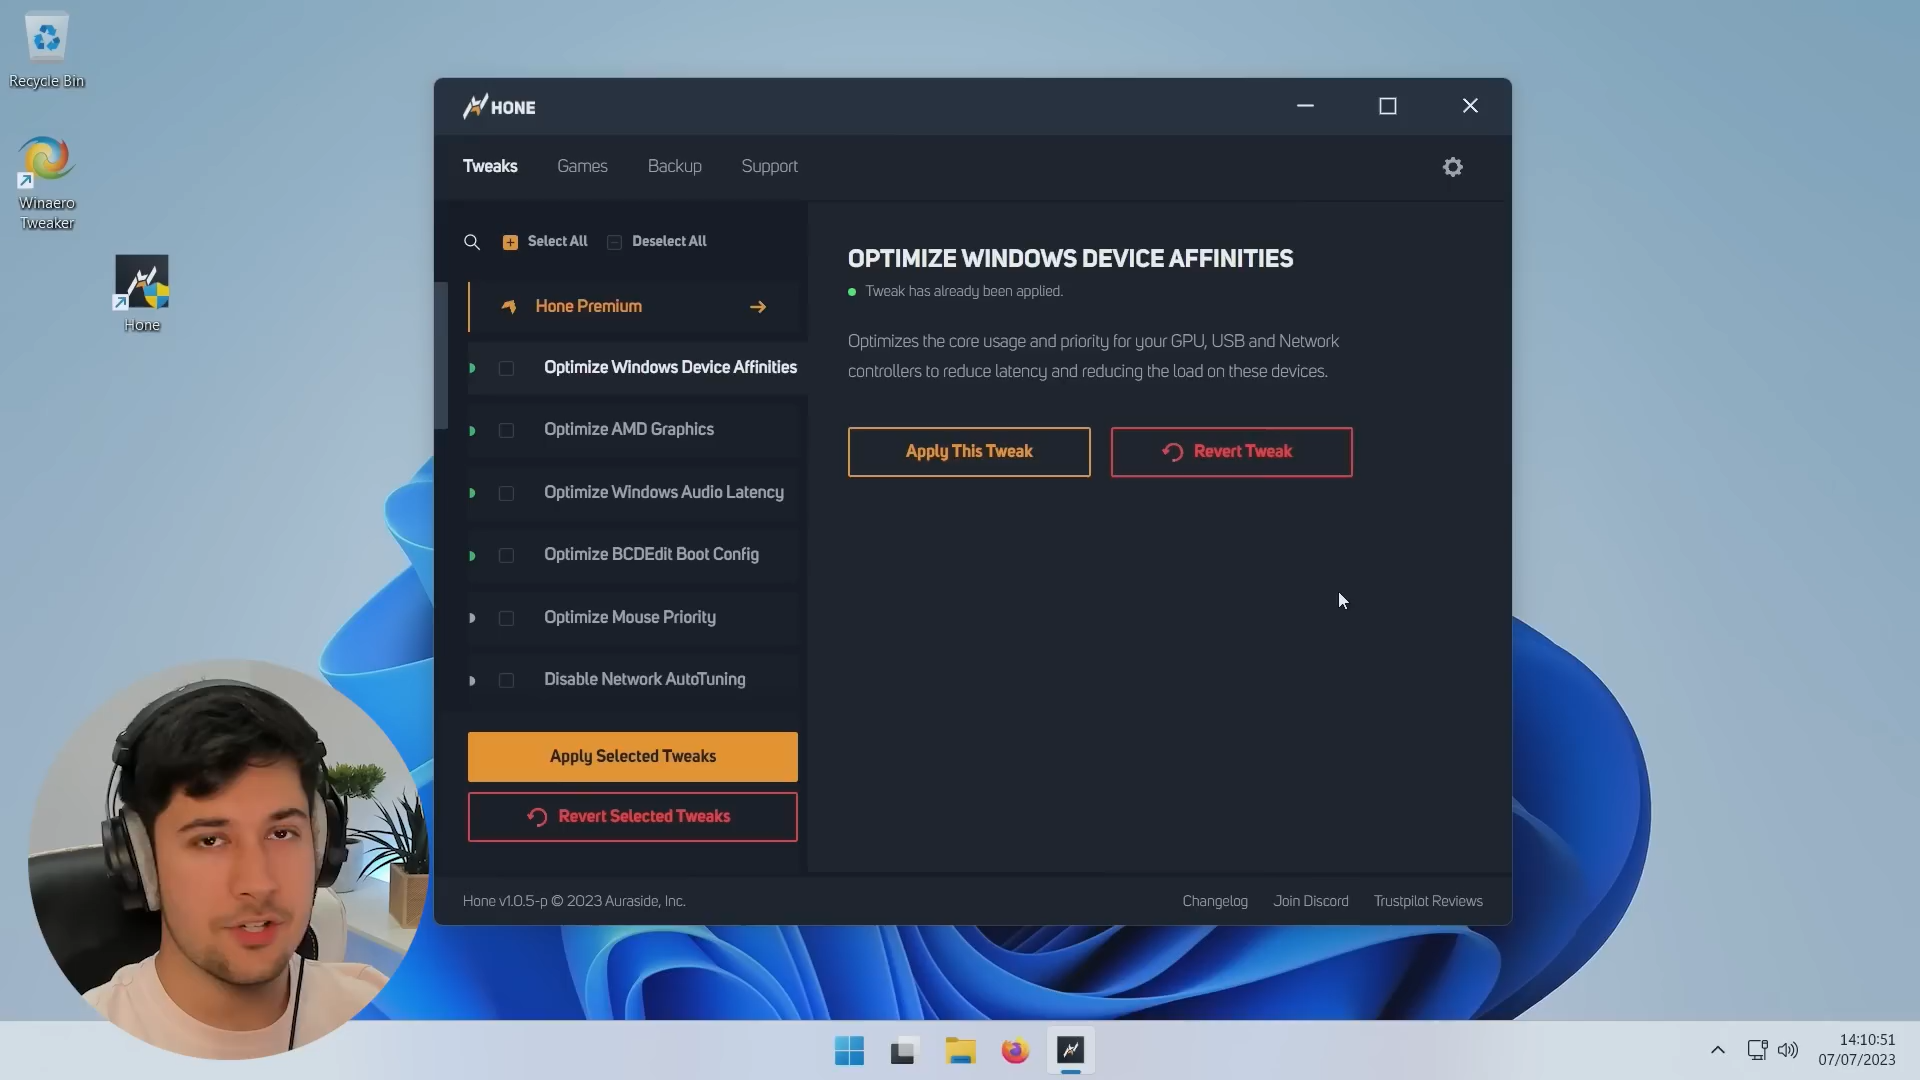 Recycle Bin
Winaero
Tweaker
Hone
HONE
Tweaks
Games
Backup
Support
Select All
Deselect All
Hone Premium
Optimize Windows Device Affinities
Optimize AMD Graphics
Optimize Windows Audio Latency
Optimize BCDEdit Boot Config
Optimize Mouse Priority
Disable Network AutoTuning
Apply Selected Tweaks
Revert Selected Tweaks
OPTIMIZE WINDOWS DEVICE AFFINITIES
Tweak has already been applied.
Optimizes the core usage and priority for your GPU, USB and Network
controllers to reduce latency and reducing the load on these devices.
Apply This Tweak
Revert Tweak
Hone v1.0.5-p © 2023 Auraside, Inc.
Changelog
Join Discord
Trustpilot Reviews
14:10:51
07/07/2023